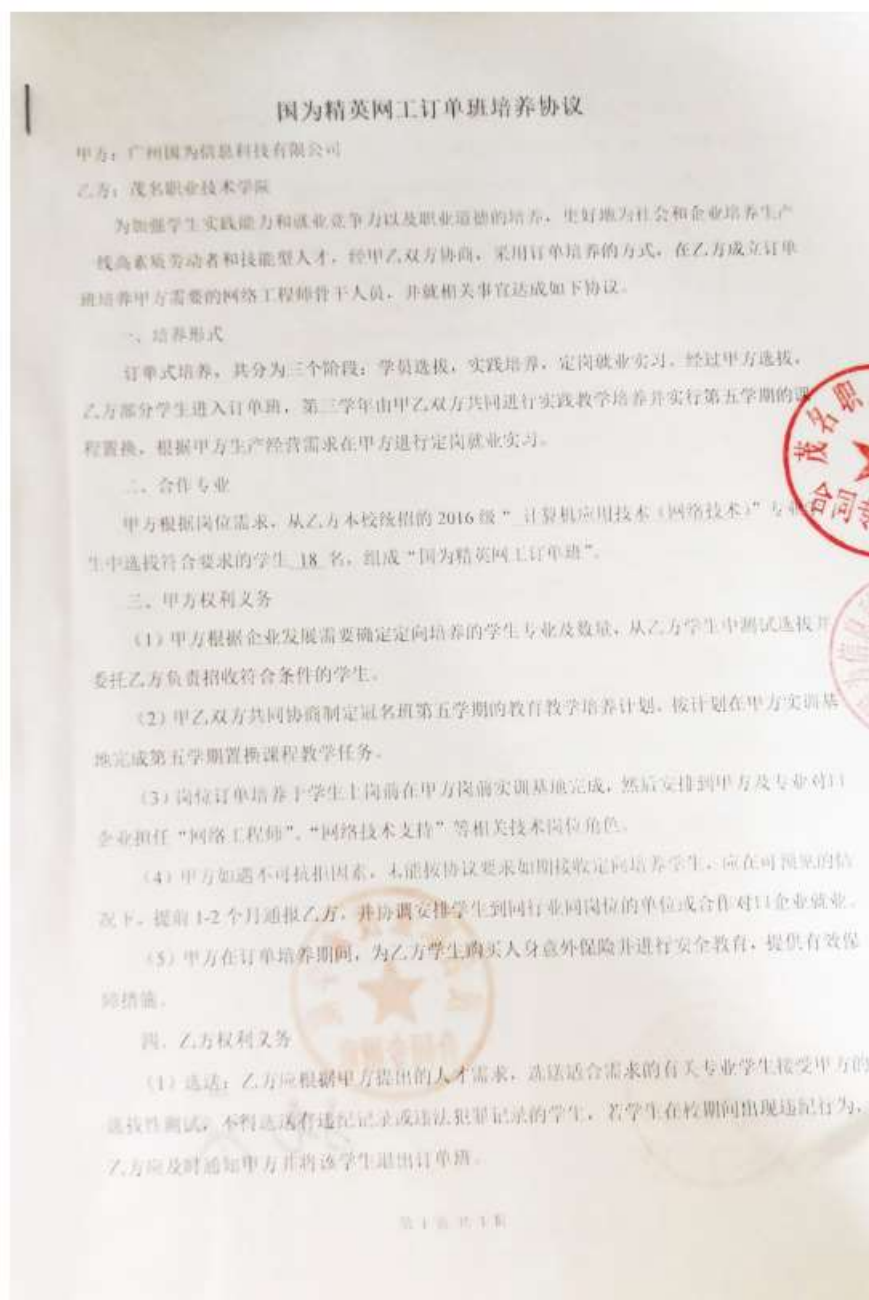 国为精英网工订单班培养协议
甲方：广州国为信息科技有限公司
乙方：茂名职业技术学院
为加强学生实践能力和就业竞争力以及职业道德的培养，更好地为社会和企业培养生产
一线高素质劳动者和技能型人才，经甲乙双方协商，采用订单培养的方式，在乙方成立订单
班培养甲方需要的网络工程师骨干人员，并就相关事宜达成如下协议。
一、培养形式
订单式培养，共分为三个阶段：学员选拔，实践培养，定岗就业实习。经过甲方选拔，
乙方部分学生进入订单班，第三学年由甲乙双方共同进行实践教学培养并实行第五学期的课
程置换，根据甲方生产经营需求在甲方进行定岗就业实习。
二、合作专业
甲方根据岗位需求，从乙方本校统招的 2016 级“ 计算机应用技术（网络技术）”专业
生中选拔符合要求的学生 18 名，组成“国为精英网工订单班”。
三、甲方权利义务
（1）甲方根据企业发展需要确定定向培养的学生专业及数量，从乙方学生中测试选拔并
委托乙方负责招收符合条件的学生。
（2）甲乙双方共同协商制定冠名班第五学期的教育教学培养计划，按计划在甲方实训基
地完成第五学期置换课程教学任务。
（3）岗位订单培养于学生上岗前在甲方岗前实训基地完成，然后安排到甲方及专业对口
企业担任“网络工程师”、“网络技术支持”等相关技术岗位角色。
（4）甲方如遇不可抗拒因素，未能按协议要求如期接收定向培养学生，应在可预见的情
况下，提前 1-2 个月通报乙方，并协调安排学生到同行业同岗位的单位或合作对口企业就业。
（5）甲方在订单培养期间，为乙方学生购买人身意外保险并进行安全教育，提供有效保
障措施。
四、乙方权利义务
（1）选送：乙方应根据甲方提出的人才需求，选送适合需求的有关专业学生接受甲方的
选拔性测试，不得选送有违纪记录或违法犯罪记录的学生，若学生在校期间出现违纪行为，
乙方应及时通知甲方并将该学生退出订单班。
茂名职
合同
为信息